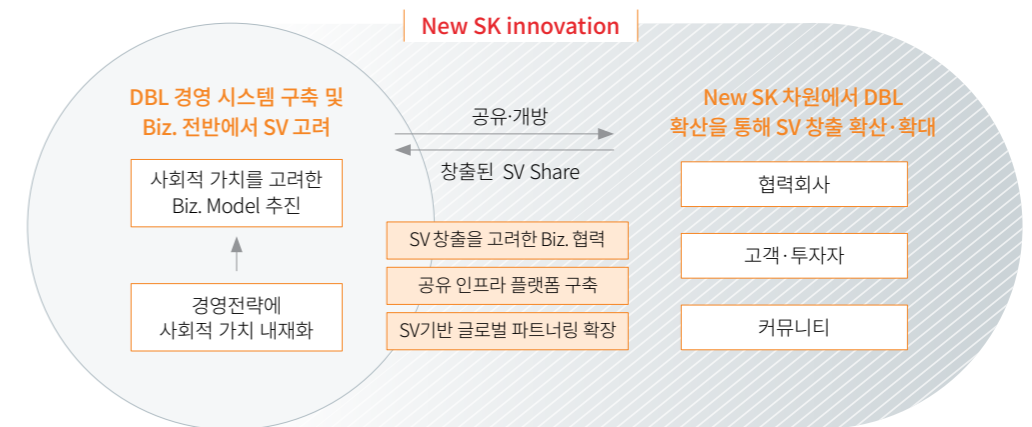 New SK innovation
DBL 경영 시스템 구축 및
Biz. 전반에서 SV 고려
사회적 가치를 고려한
Biz. Model 추진
경영전략에
사회적 가치 내재화
공유·개방
창출된 SV Share
SV 창출을 고려한 Biz. 협력
공유 인프라 플랫폼 구축
SV기반 글로벌 파트너링 확장
New SK 차원에서 DBL
확산을 통해 SV 창출 확산·확대
협력회사
고객·투자자
커뮤니티